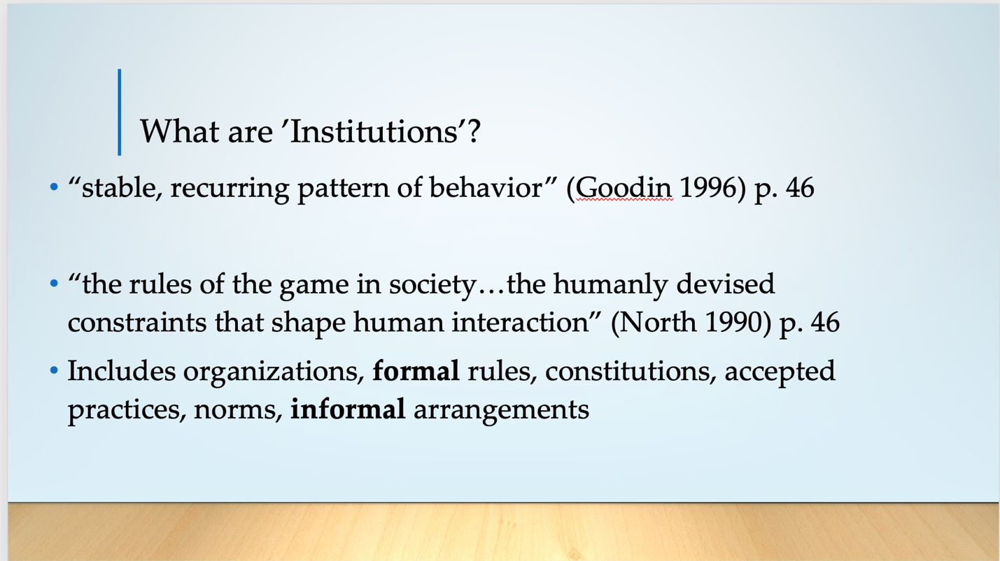 What are ’Institutions’?
• “stable, recurring pattern of behavior” (Goodin 1996) p. 46
• “the rules of the game in society…the humanly devised
constraints that shape human interaction” (North 1990) p. 46
• Includes organizations, formal rules, constitutions, accepted
practices, norms, informal arrangements